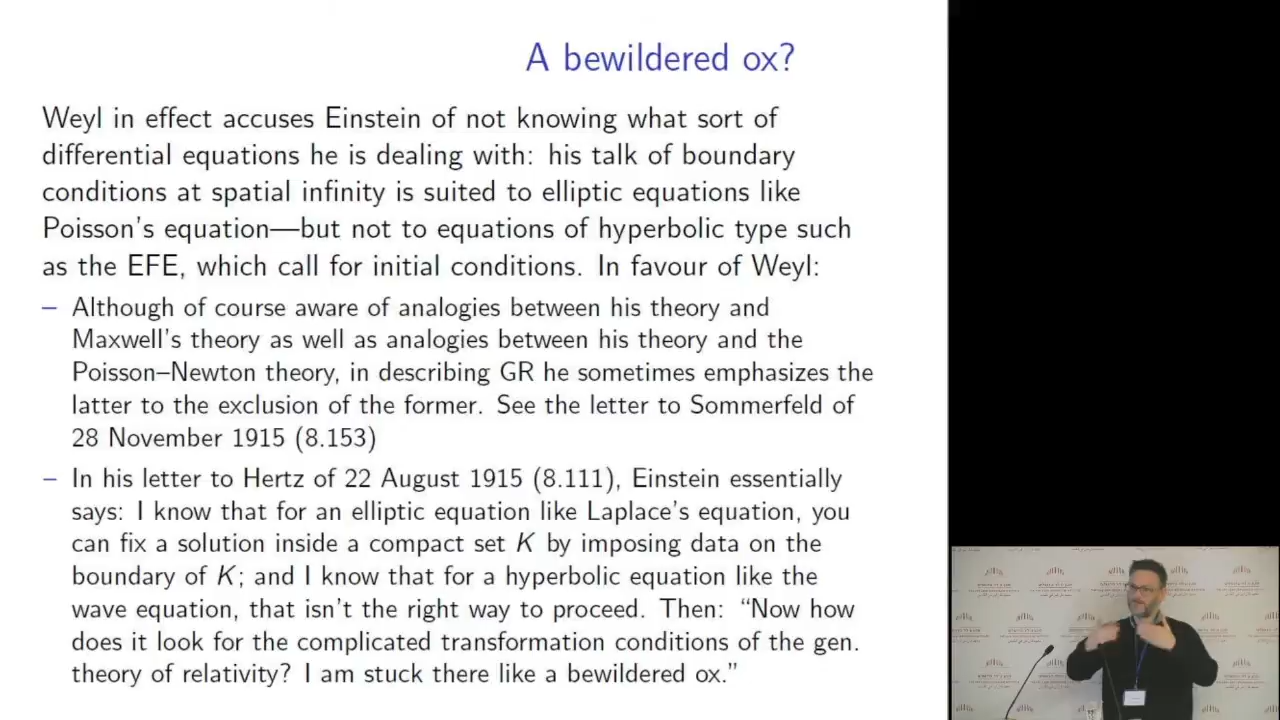 A bewildered ox?
Weyl in effect accuses Einstein of not knowing what sort of
differential equations he is dealing with: his talk of boundary
conditions at spatial infinity is suited to elliptic equations like
Poisson's equation—but not to equations of hyperbolic type such
as the EFE, which call for initial conditions. In favour of Weyl:
– Although of course aware of analogies between his theory and
Maxwell's theory as well as analogies between his theory and the
Poisson–Newton theory, in describing GR he sometimes emphasizes the
latter to the exclusion of the former. See the letter to Sommerfeld of
28 November 1915 (8.153)
– In his letter to Hertz of 22 August 1915 (8.111), Einstein essentially
says: I know that for an elliptic equation like Laplace's equation, you
can fix a solution inside a compact set K by imposing data on the
boundary of K; and I know that for a hyperbolic equation like the
wave equation, that isn't the right way to proceed. Then: “Now how
does it look for the complicated transformation conditions of the gen.
theory of relativity? I am stuck there like a bewildered ox.”